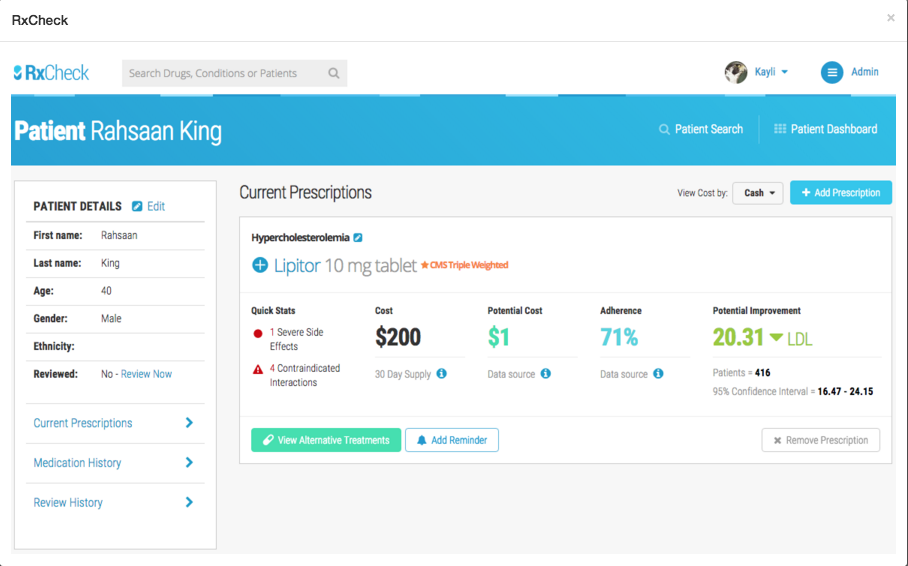 RxCheck
×
RxCheck
Search Drugs, Conditions or Patients
Kayli
Admin
Patient Rahsaan King
Patient Search
Patient Dashboard
PATIENT DETAILS Edit
First name: Rahsaan
Last name: King
Age: 40
Gender: Male
Ethnicity:
Reviewed: No - Review Now
Current Prescriptions
Medication History
Review History
Current Prescriptions
View Cost by: Cash
+ Add Prescription
Hypercholesterolemia
Lipitor 10 mg tablet ★CMS Triple Weighted
Quick Stats
1 Severe Side
Effects
4 Contraindicated
Interactions
Cost
$200
30 Day Supply
Potential Cost
$1
Data source
Adherence
71%
Data source
Potential Improvement
20.31 LDL
Patients = 416
95% Confidence Interval = 16.47 - 24.15
View Alternative Treatments
Add Reminder
Remove Prescription